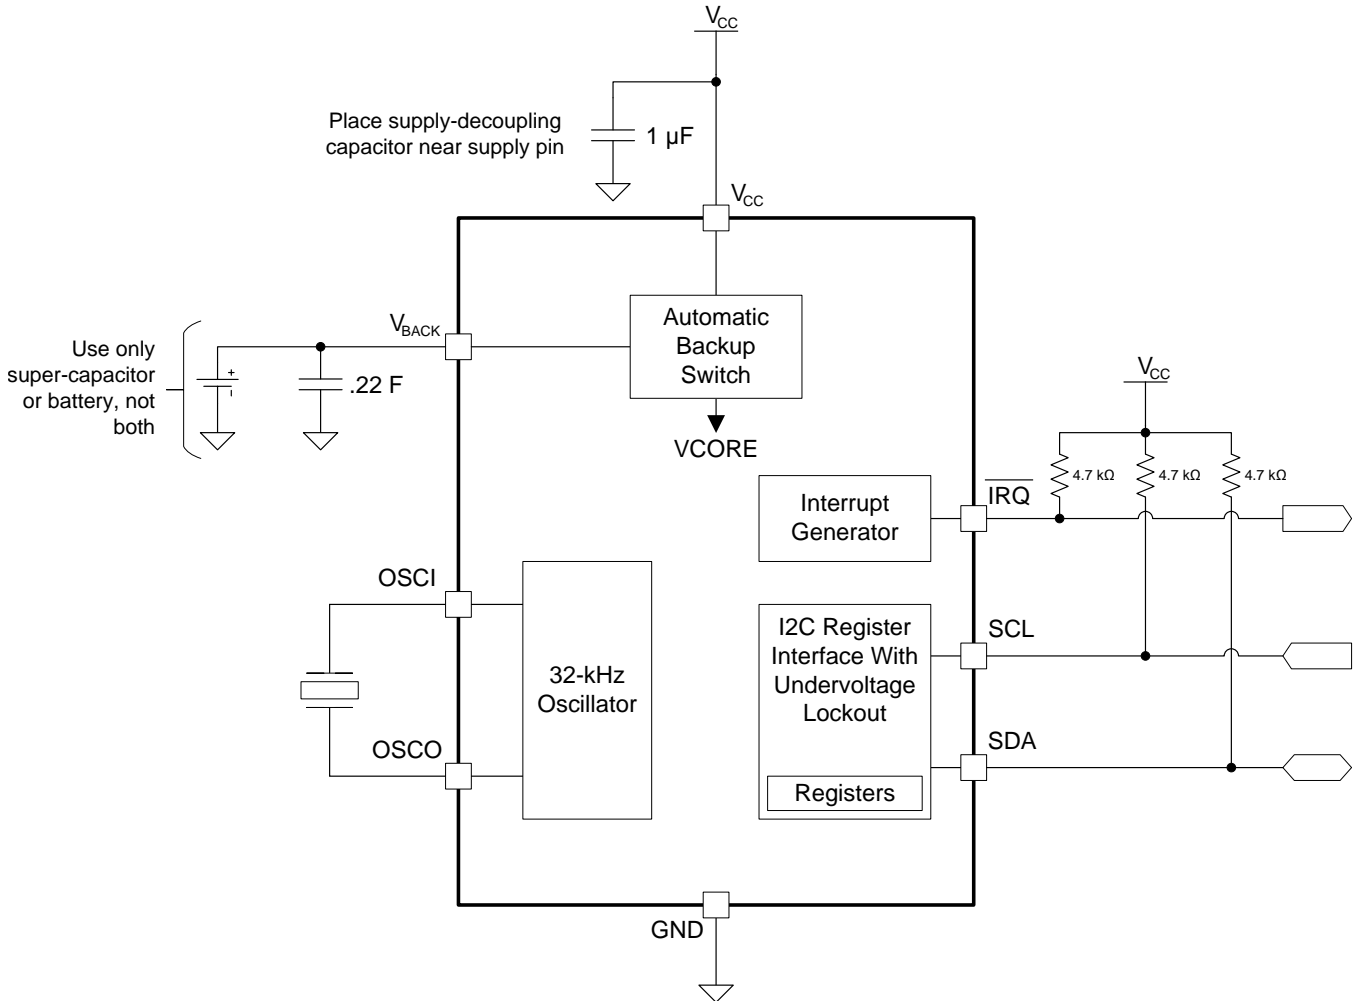 VCC
Place supply-decoupling
capacitor near supply pin
1 µF
VCC
VBACK
Automatic
Backup
Switch
Use only
super-capacitor
or battery, not
both
+
-
.22 F
VCORE
VCC
4.7 kΩ
4.7 kΩ
4.7 kΩ
IRQ
Interrupt
Generator
OSCI
32-kHz
Oscillator
OSCO
I2C Register
Interface With
Undervoltage
Lockout
Registers
SCL
SDA
GND